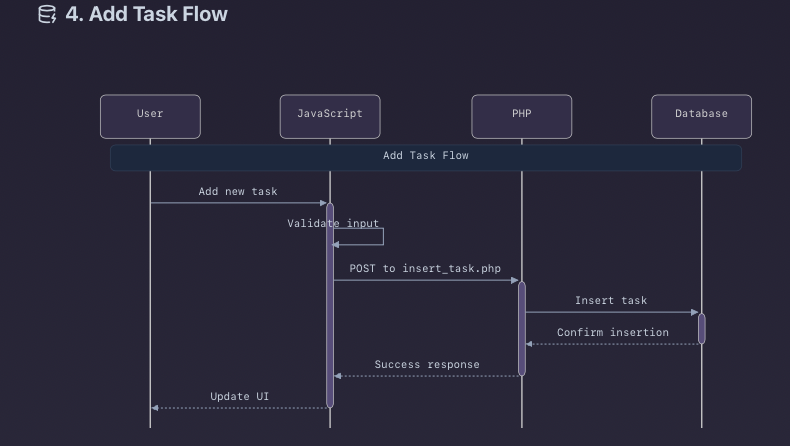 4. Add Task Flow
User
JavaScript
PHP
Database
Add Task Flow
Add new task
Validate input
POST to insert_task.php
Insert task
Confirm insertion
Success response
Update UI